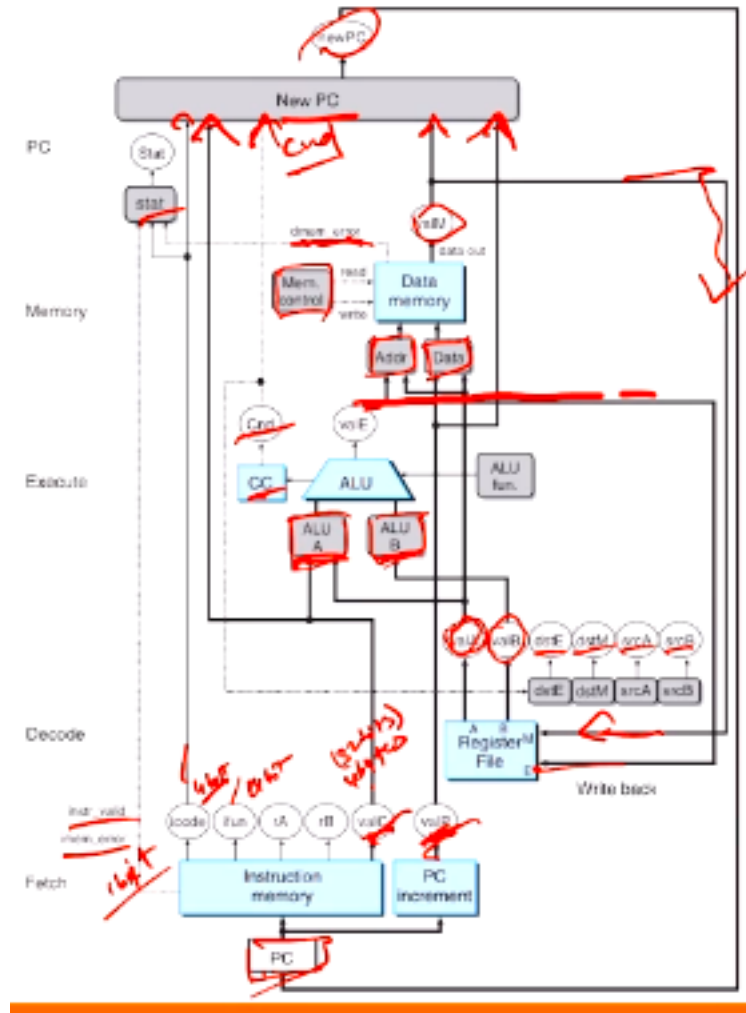 newPC
New PC
Cnd
PC
Stat
stat
dmem_error
valM
data out
read
Mem. control
Data memory
write
Memory
Addr
Data
Cnd
valE
CC
ALU
ALU fun.
Execute
ALU A
ALU B
valA
valB
dstE
dstM
srcA
srcB
dstE
dstM
srcA
srcB
Decode
A
B
M
Register File
E
Write back
(32bits)
instr_valid
icode
ifun
rA
rB
valC
valP
imem_error
Fetch
Instruction memory
PC increment
PC